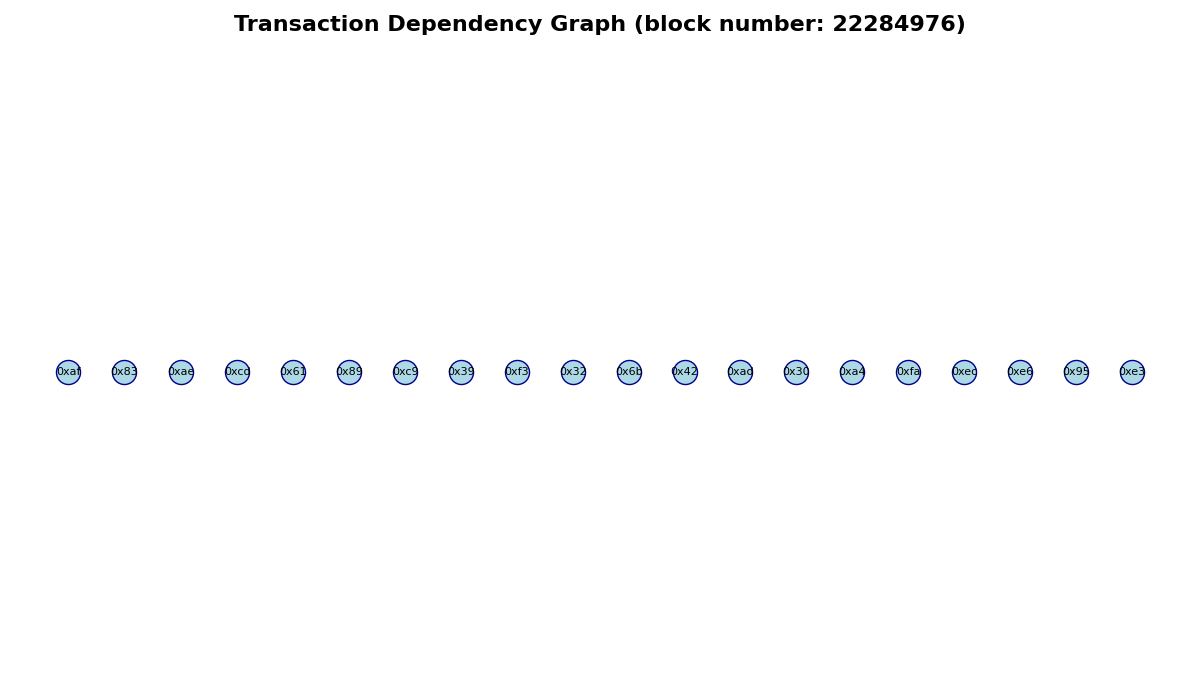 Transaction Dependency Graph (block number: 22284976)
0xaf 0x83 0xae 0xcd 0x61 0x89 0xc9 0x39 0xf3 0x32 0x6b 0x42 0xad 0x30 0xa4 0xfa 0xec 0xe6 0x95 0xe3